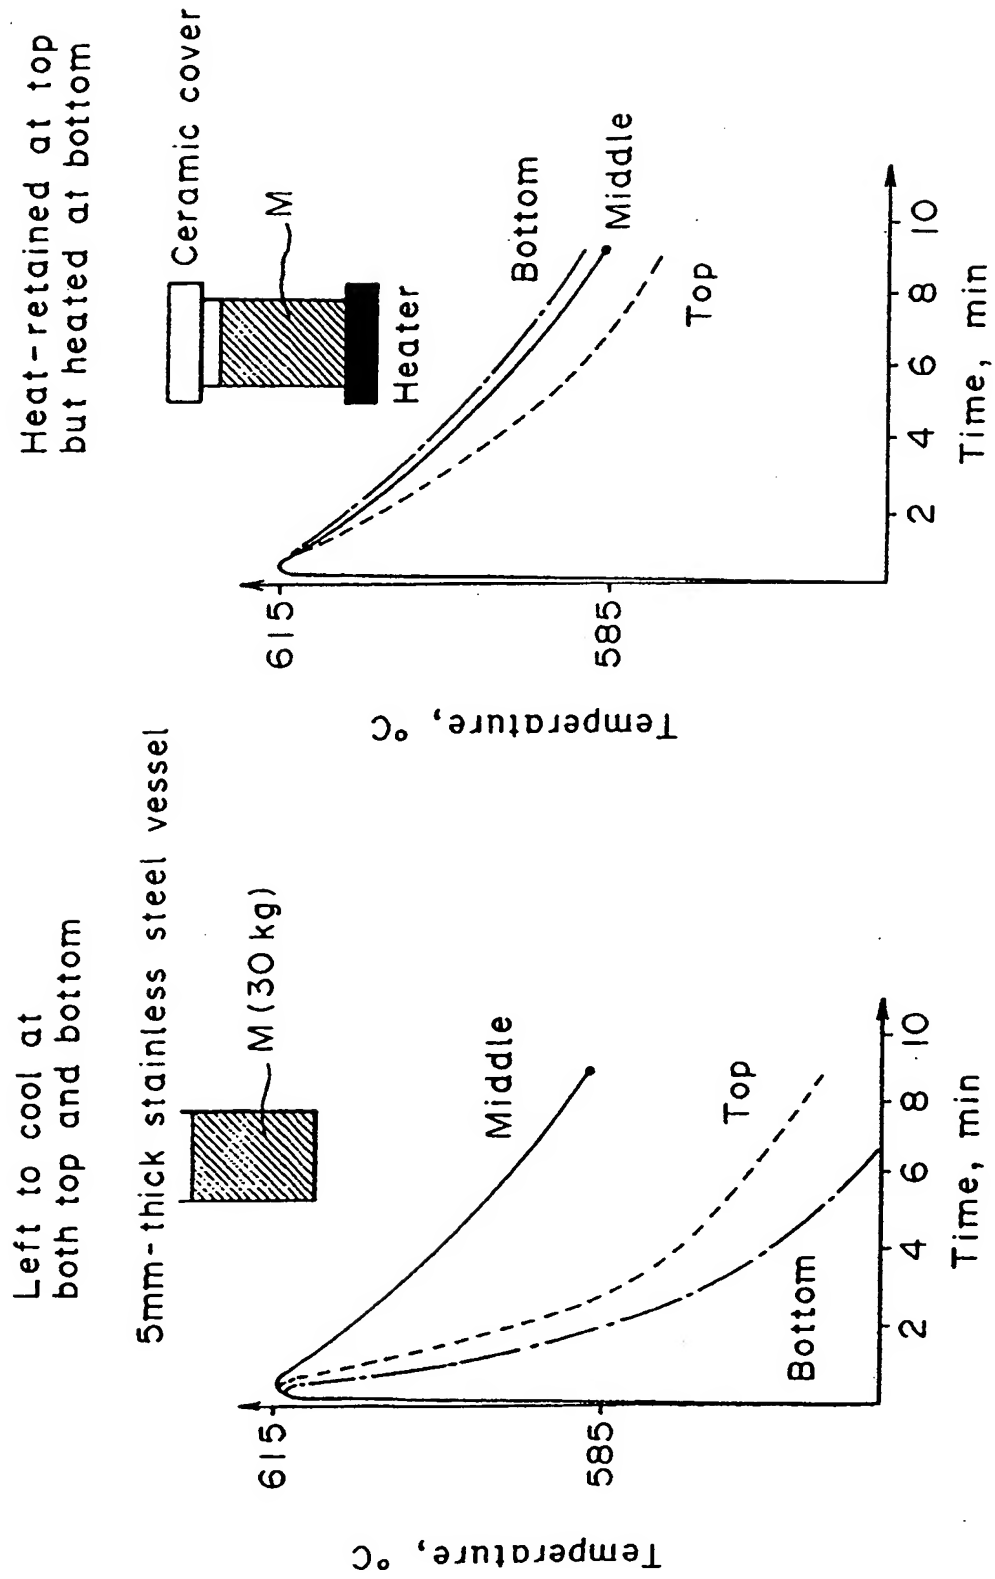 Left to cool at
both top and bottom
5mm-thick stainless steel vessel
M (30 kg)
Temperature, °C
615
585
Middle
Top
Bottom
2
4
6
8
10
Time, min
Heat-retained at top
but heated at bottom
Ceramic cover
M
Heater
Temperature, °C
615
585
Bottom
Middle
Top
2
4
6
8
10
Time, min